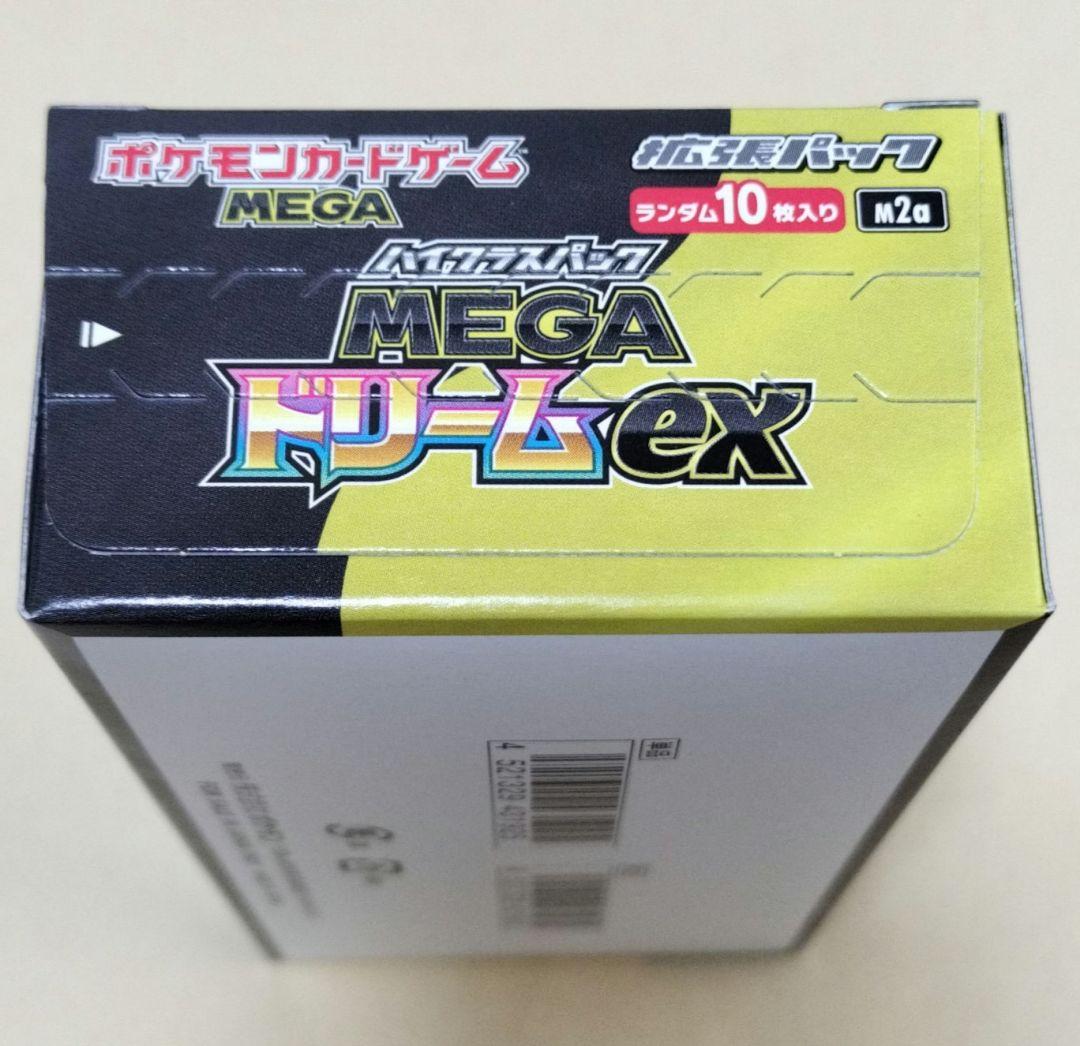 ポケモンカードゲーム
MEGA
拡張パック
ランダム10枚入り
M2a
ハイクラスパック
MEGA
ドリームex
単品